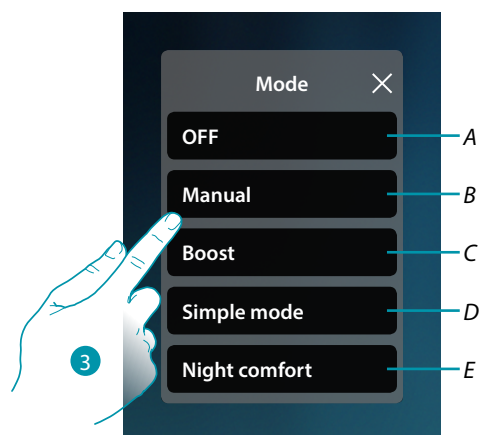 Mode
OFF
A
Manual
B
Boost
C
Simple mode
D
3
Night comfort
E